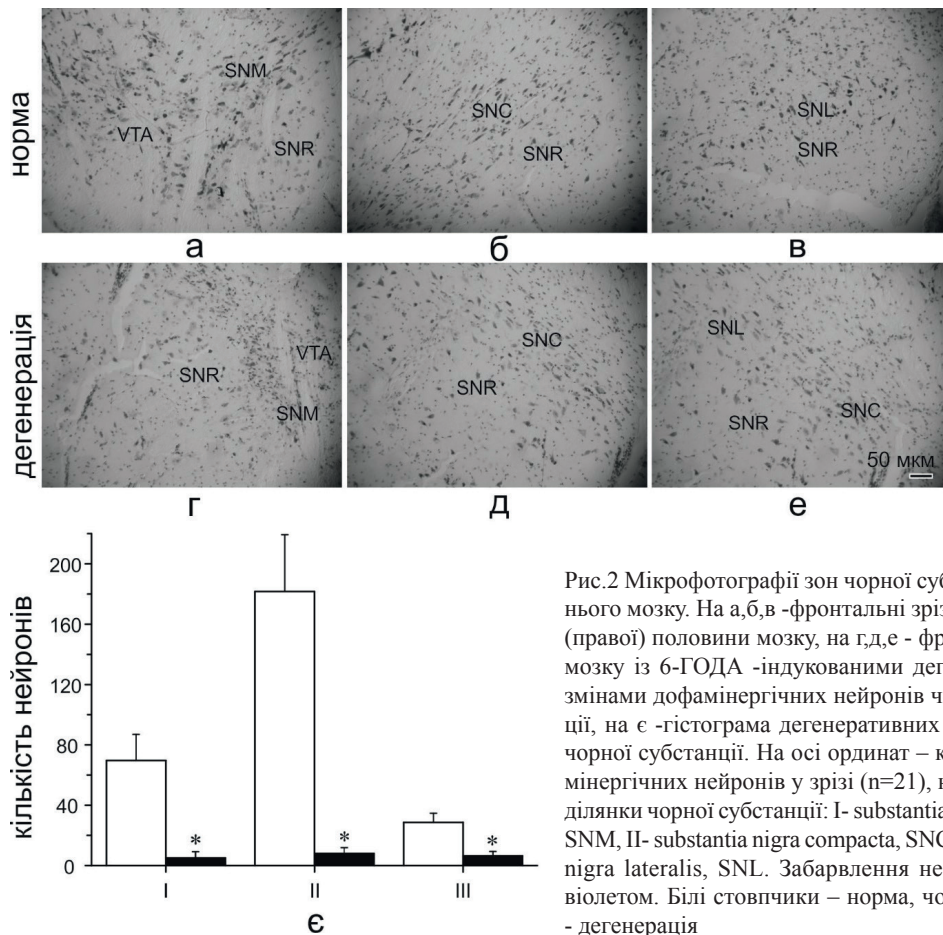 норма
SNM
VTA
SNR
SNC
SNR
SNL
SNR
а
б
в
дегенерація
SNR
VTA
SNM
SNC
SNR
SNL
SNR
SNC
50 мкм
г
д
е
кількість нейронів
200
160
120
80
40
0
*
*
*
I
II
III
є
Рис.2 Мікрофотографії зон чорної суб
нього мозку. На а,б,в -фронтальні зріз
(правої) половини мозку, на г,д,е - фр
мозку із 6-ГОДА -індукованими дег
змінами дофамінергічних нейронів ч
ції, на є -гістограма дегенеративних
чорної субстанції. На осі ординат – к
мінергічних нейронів у зрізі (n=21), н
ділянки чорної субстанції: I- substantia
SNM, II- substantia nigra compacta, SNC
nigra lateralis, SNL. Забарвлення не
віолетом. Білі стовпчики – норма, чо
- дегенерація